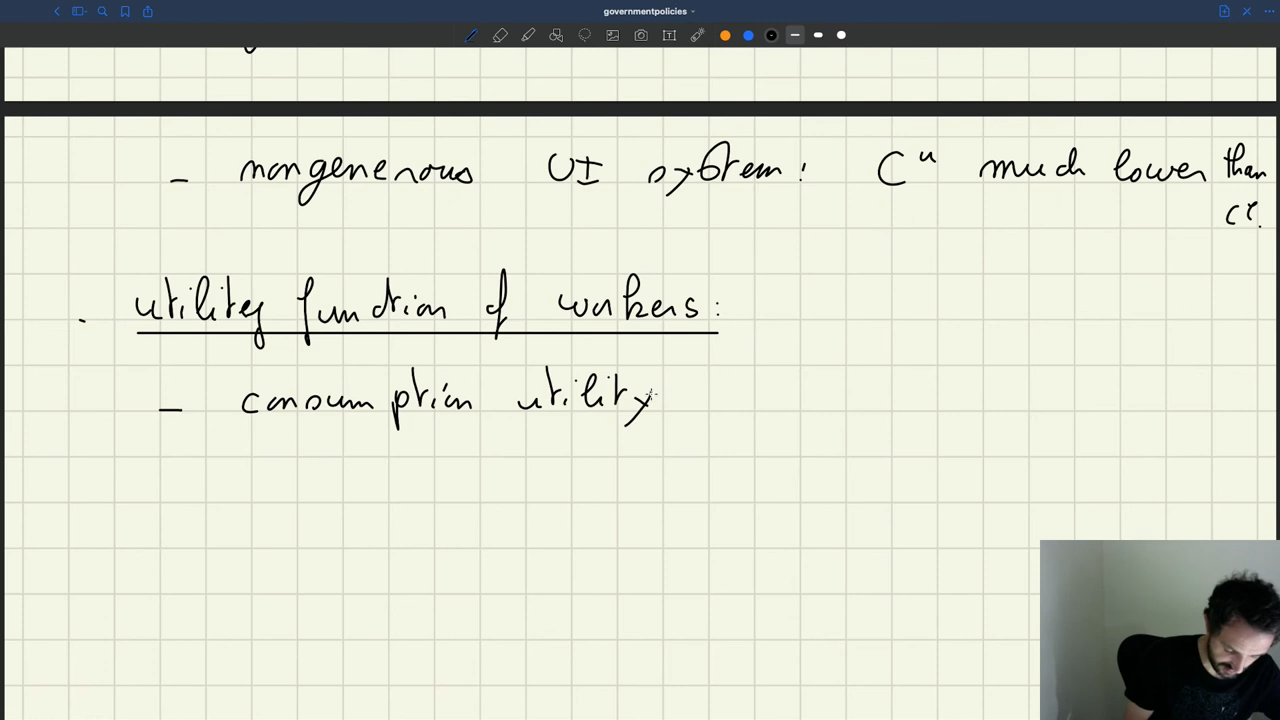 governmentpolicies
- nongenerous UI system: C^u much lower than
C^e.
. utility function of workers:
- consumption utility